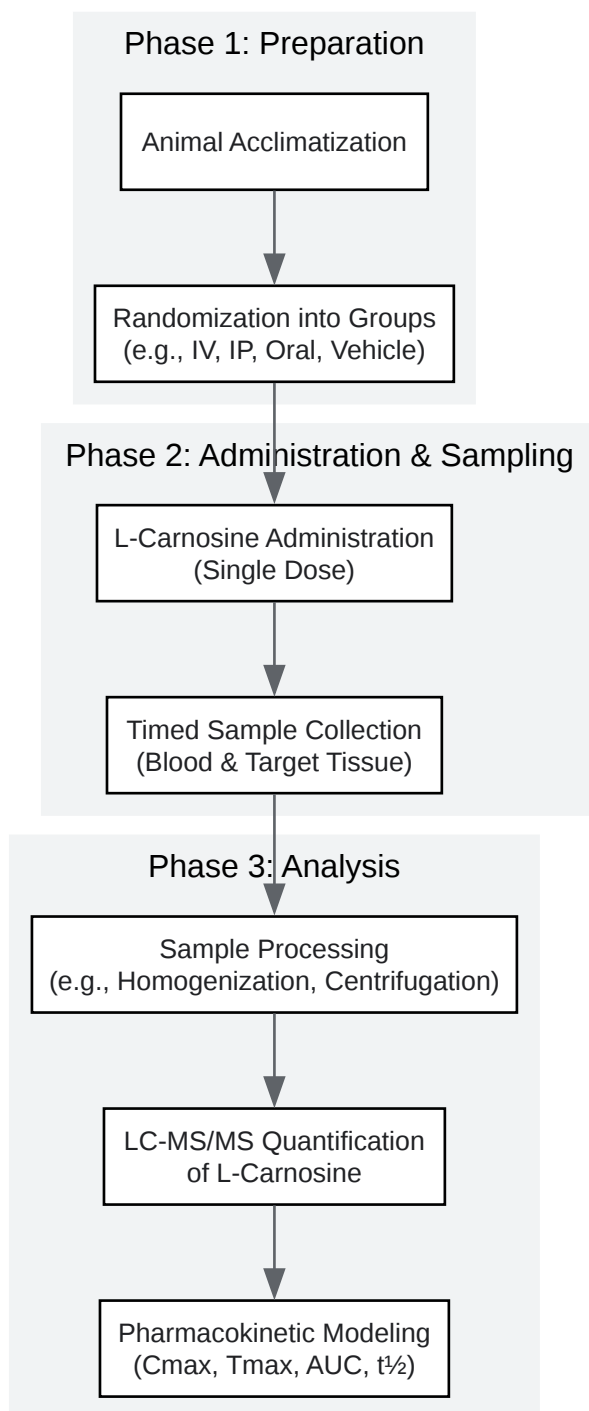 Phase 1: Preparation
Animal Acclimatization
Randomization into Groups
(e.g., IV, IP, Oral, Vehicle)
Phase 2: Administration & Sampling
L-Carnosine Administration
(Single Dose)
Timed Sample Collection
(Blood & Target Tissue)
Phase 3: Analysis
Sample Processing
(e.g., Homogenization, Centrifugation)
LC-MS/MS Quantification
of L-Carnosine
Pharmacokinetic Modeling
(Cmax, Tmax, AUC, t½)